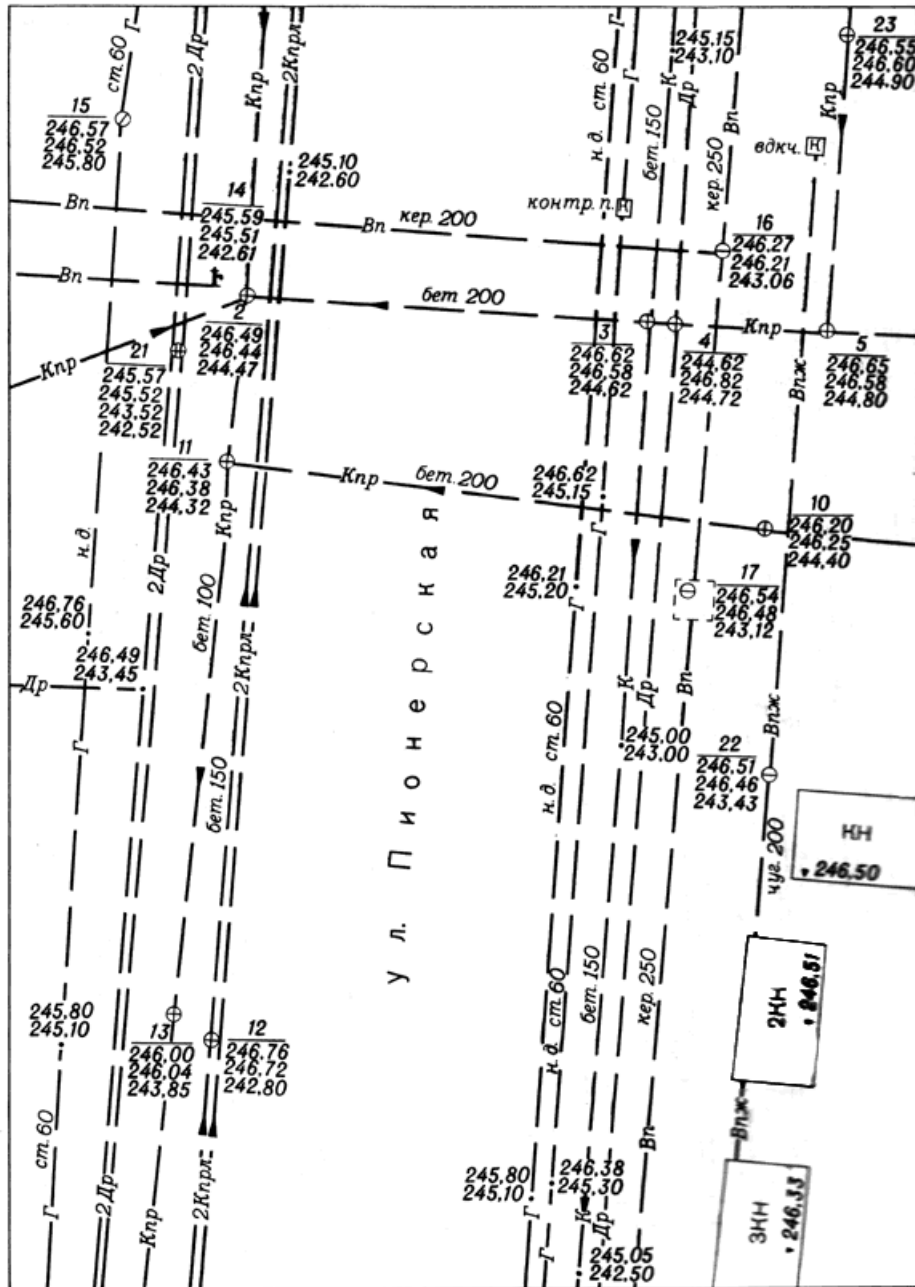 Г
ст. 60
2 Др
Кпр
2Кпрл
н. д. ст. 60
Г
Г
К
Др
245.15
243.10
Вп
23
246.55
246.60
244.90
15
246.57
246.52
245.80
бет. 150
кер. 250
Кпр
вдкч. К
14
245.59
245.51
242.61
245.10
242.60
Вп
Вп
кер. 200
контр. п. К
16
246.27
246.21
243.06
Вп
бет 200
Кпр
Кпр
2
246.49
246.44
244.47
21
245.57
245.52
243.52
242.52
3
246.62
246.58
244.62
4
244.62
246.82
244.72
Впж
5
246.65
246.58
244.80
11
246.43
246.38
244.32
Кпр
Кпр
бет. 200
246.62
245.15
10
246.20
246.25
244.40
н.д.
2Др
Г
246.21
245.20
Г
17
246.54
246.48
243.12
246.76
245.60
246.49
243.45
бет. 100
2Кпрл
ул. Пионерская
К
Др
Вп
Др
Г
245.00
243.00
22
246.51
246.46
243.43
Впж
бет. 150
н.д. ст. 60
чуг. 200
КН
246.50
2КН
246.51
245.80
245.10
13
246.00
246.04
243.85
12
246.76
246.72
242.80
н.д. ст. 60
бет. 150
кер. 250
Впж
ст. 60
Вп
245.80
245.10
246.38
245.30
3КН
246.33
Г
2Др
Кпр
2Кпрл
Г
Г
К
Др
245.05
242.50